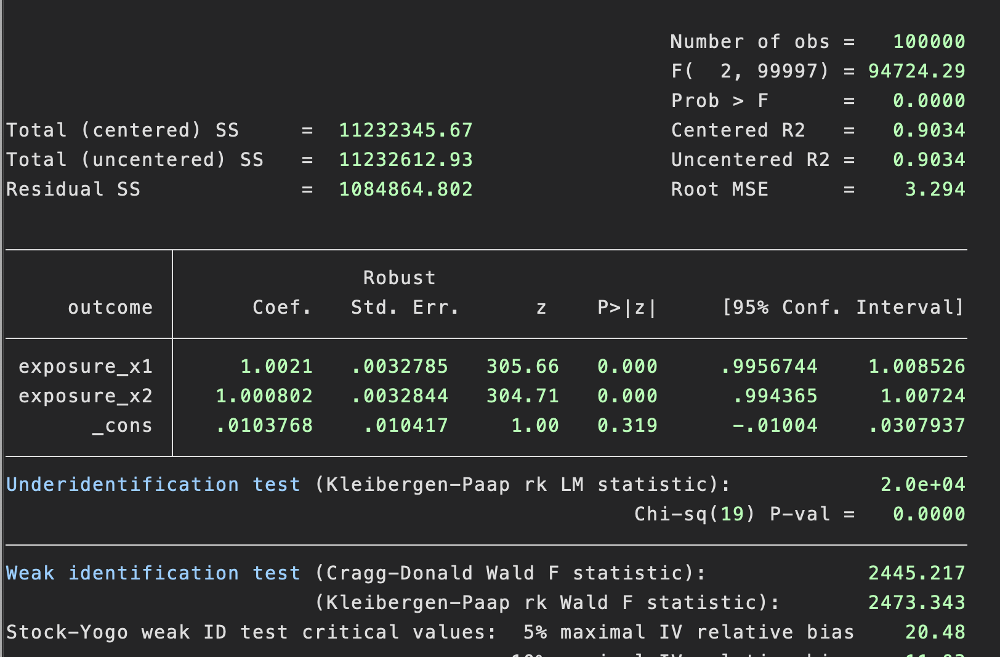 Number of obs = 100000
F( 2, 99997) = 94724.29
Prob > F = 0.0000
Total (centered) SS = 11232345.67 Centered R2 = 0.9034
Total (uncentered) SS = 11232612.93 Uncentered R2 = 0.9034
Residual SS = 1084864.802 Root MSE = 3.294
Robust
outcome Coef. Std. Err. z P>|z| [95% Conf. Interval]
exposure_x1 1.0021 .0032785 305.66 0.000 .9956744 1.008526
exposure_x2 1.000802 .0032844 304.71 0.000 .994365 1.00724
_cons .0103768 .010417 1.00 0.319 -.01004 .0307937
Underidentification test (Kleibergen-Paap rk LM statistic): 2.0e+04
Chi-sq(19) P-val = 0.0000
Weak identification test (Cragg-Donald Wald F statistic): 2445.217
(Kleibergen-Paap rk Wald F statistic): 2473.343
Stock-Yogo weak ID test critical values: 5% maximal IV relative bias 20.48